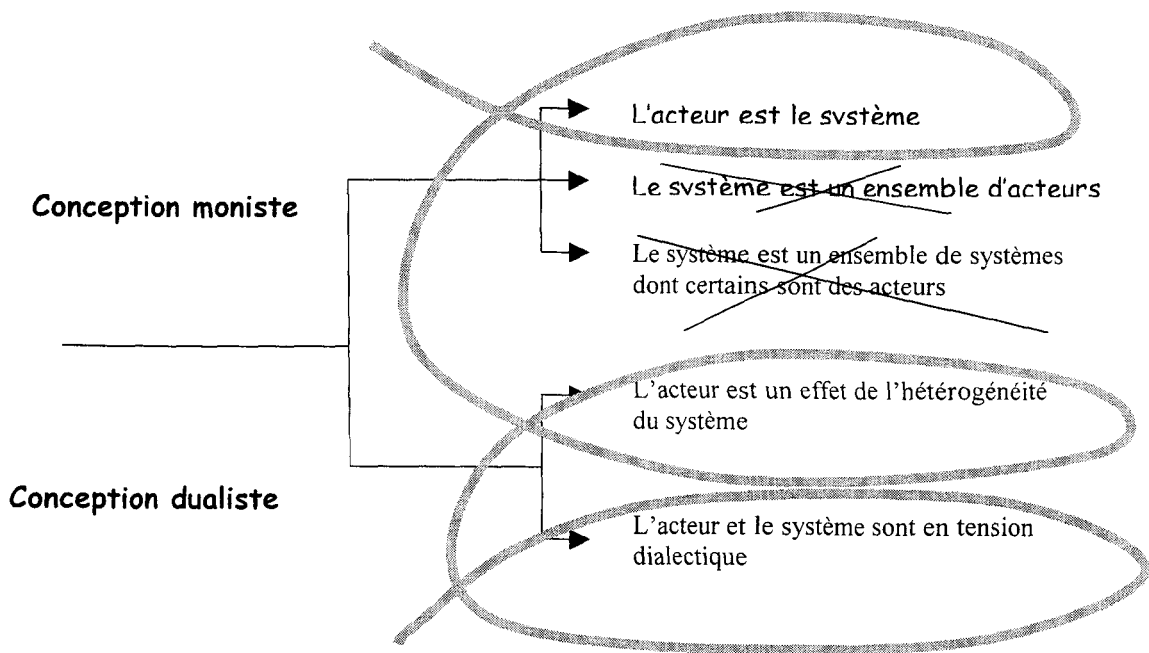 L'acteur est le système
Conception moniste
Le système est un ensemble d'acteurs
Le système est un ensemble de systèmes
dont certains sont des acteurs
L'acteur est un effet de l'hétérogénéité
du système
Conception dualiste
L'acteur et le système sont en tension
dialectique